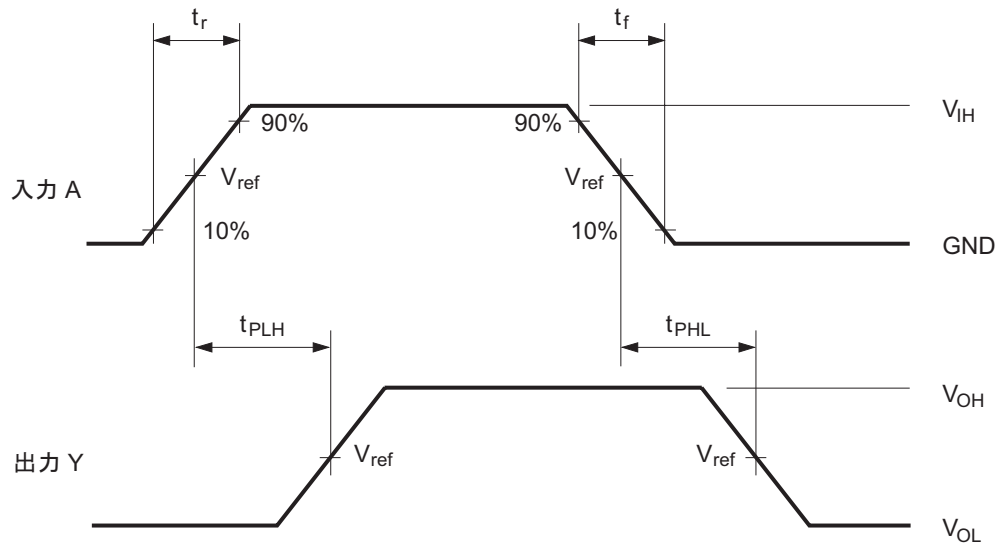 tr
tf
90%
90%
VIH
入力 A
Vref
Vref
10%
10%
GND
tPLH
tPHL
VOH
出力 Y
Vref
Vref
VOL